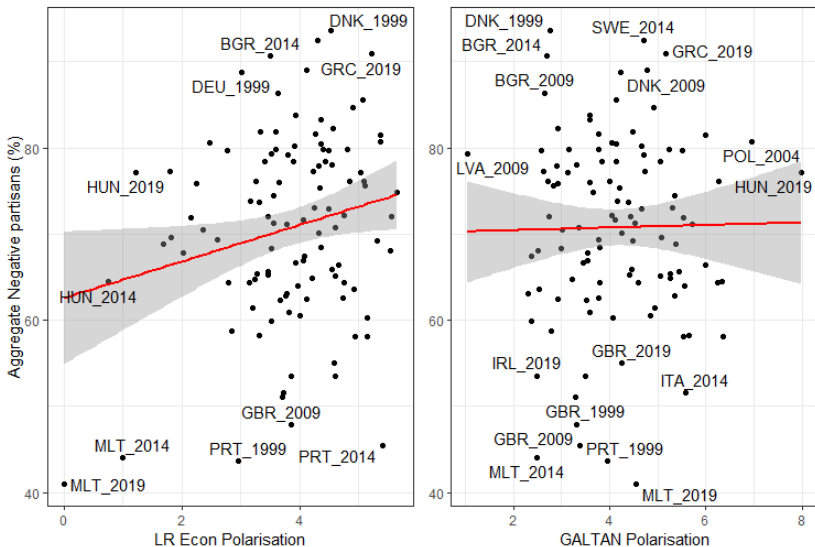 Aggregate Negative partisans (%)
80
60
40
DNK_1999
BGR_2014
GRC_2019
DEU_1999
HUN_2019
HUN_2014
GBR_2009
MLT_2014
PRT_1999
PRT_2014
MLT_2019
0
2
4
LR Econ Polarisation
DNK_1999
SWE_2014
BGR_2014
GRC_2019
BGR_2009
DNK_2009
LVA_2009
POL_2004
HUN_2019
GBR_2019
IRL_2019
ITA_2014
GBR_1999
GBR_2009
PRT_1999
MLT_2014
MLT_2019
2
4
6
8
GALTAN Polarisation